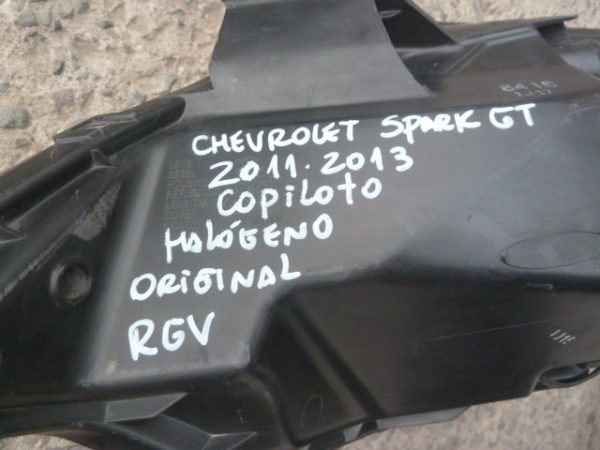 CHEVROLET SPARK GT
2011.2013
COPILOTO
HALÓGENO
ORIGINAL
RGV